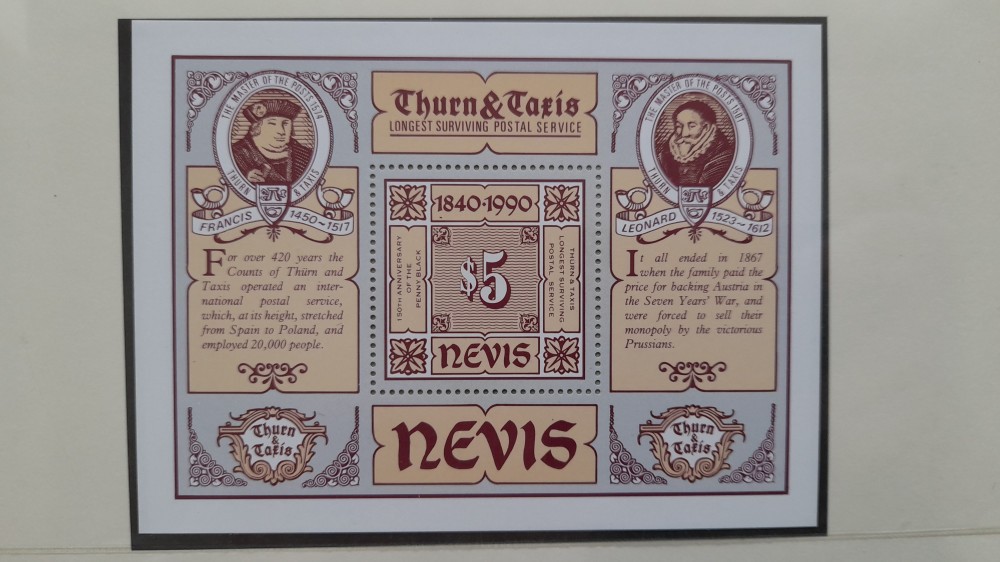 THE MASTER OF THE POSTS 1574
THURN & TAXIS
FRANCIS 1450~1517
For over 420 years the
Counts of Thürn and
Taxis operated an inter-
national postal service,
which, at its height, stretched
from Spain to Poland, and
employed 20,000 people.
Thurn & Taxis
Thurn&Taxis
LONGEST SURVIVING POSTAL SERVICE
1840·1990
150TH ANNIVERSARY
OF THE
PENNY BLACK
$5
THURN & TAXIS
LONGEST SURVIVING
POSTAL SERVICE
NEVIS
NEVIS
THE MASTER OF THE POSTS 1501
THURN & TAXIS
LEONARD 1523~1612
It all ended in 1867
when the family paid the
price for backing Austria in
the Seven Years' War, and
were forced to sell their
monopoly by the victorious
Prussians.
Thurn
&
Taxis